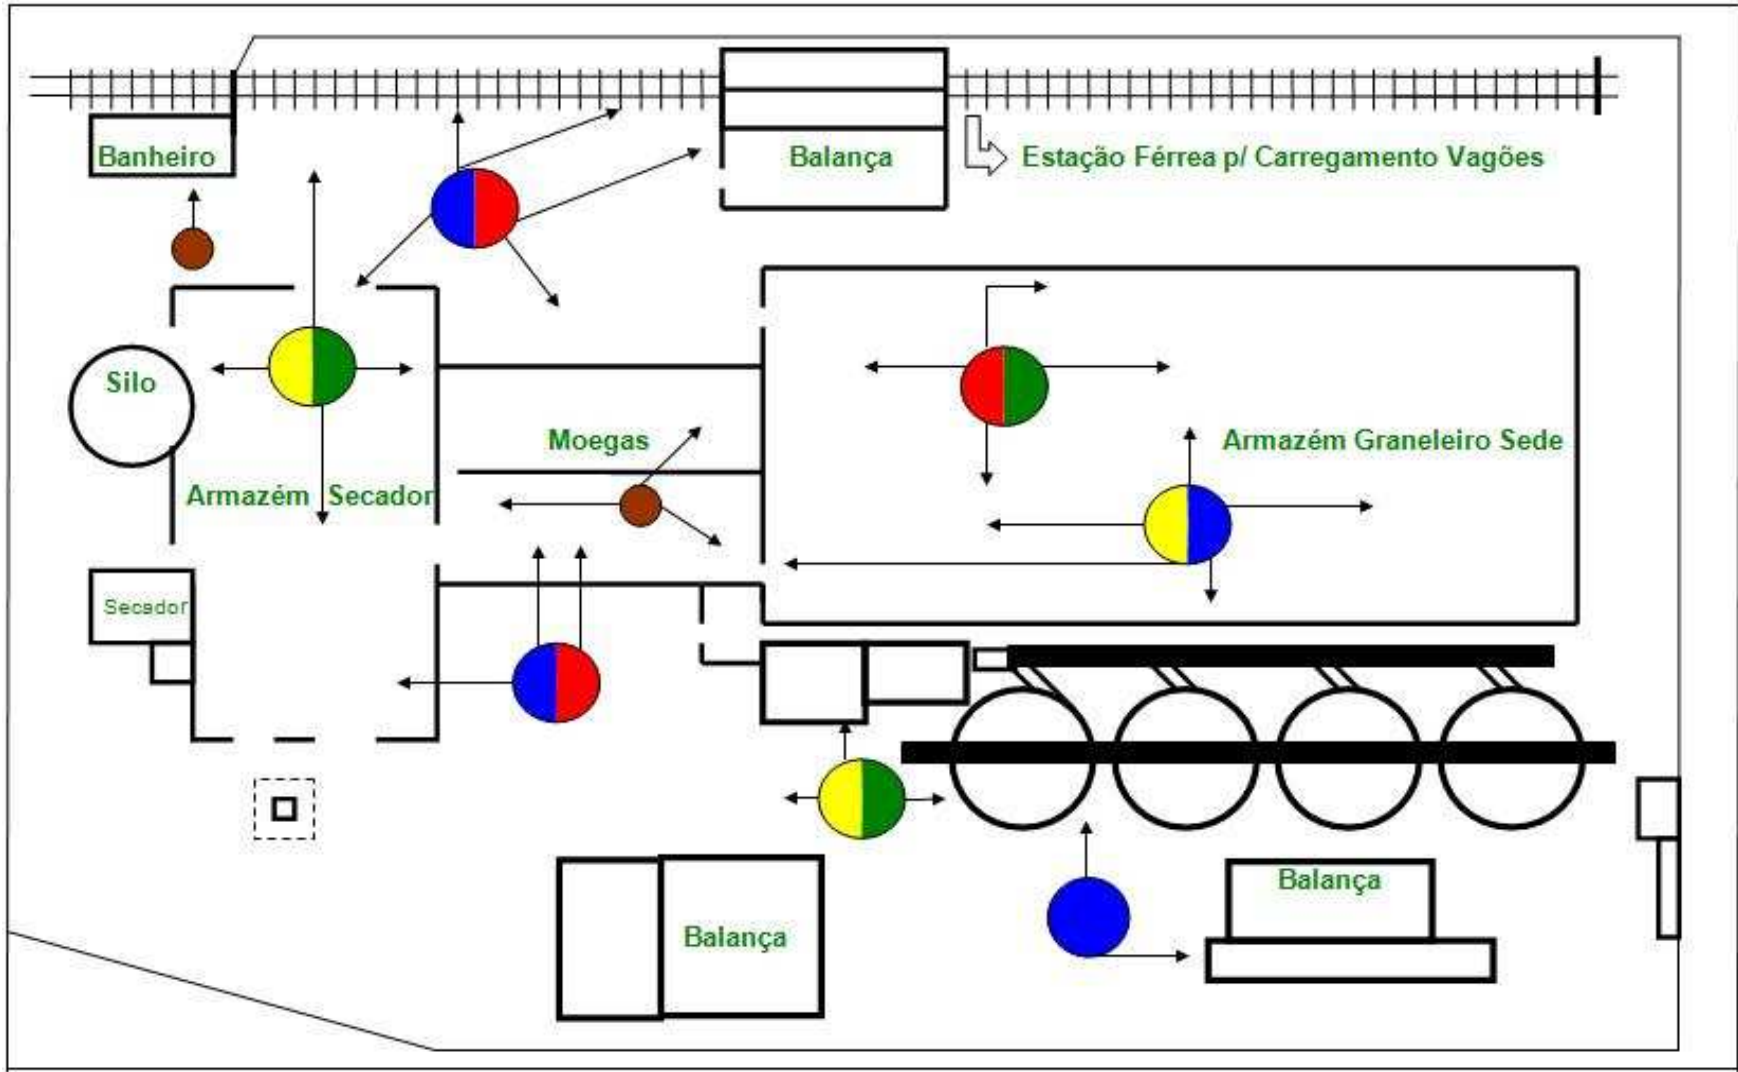 Banheiro
Balança
Estação Férrea p/ Carregamento Vagões
Silo
Moegas
Armazém Graneleiro Sede
Armazém Secador
Secador
Balança
Balança